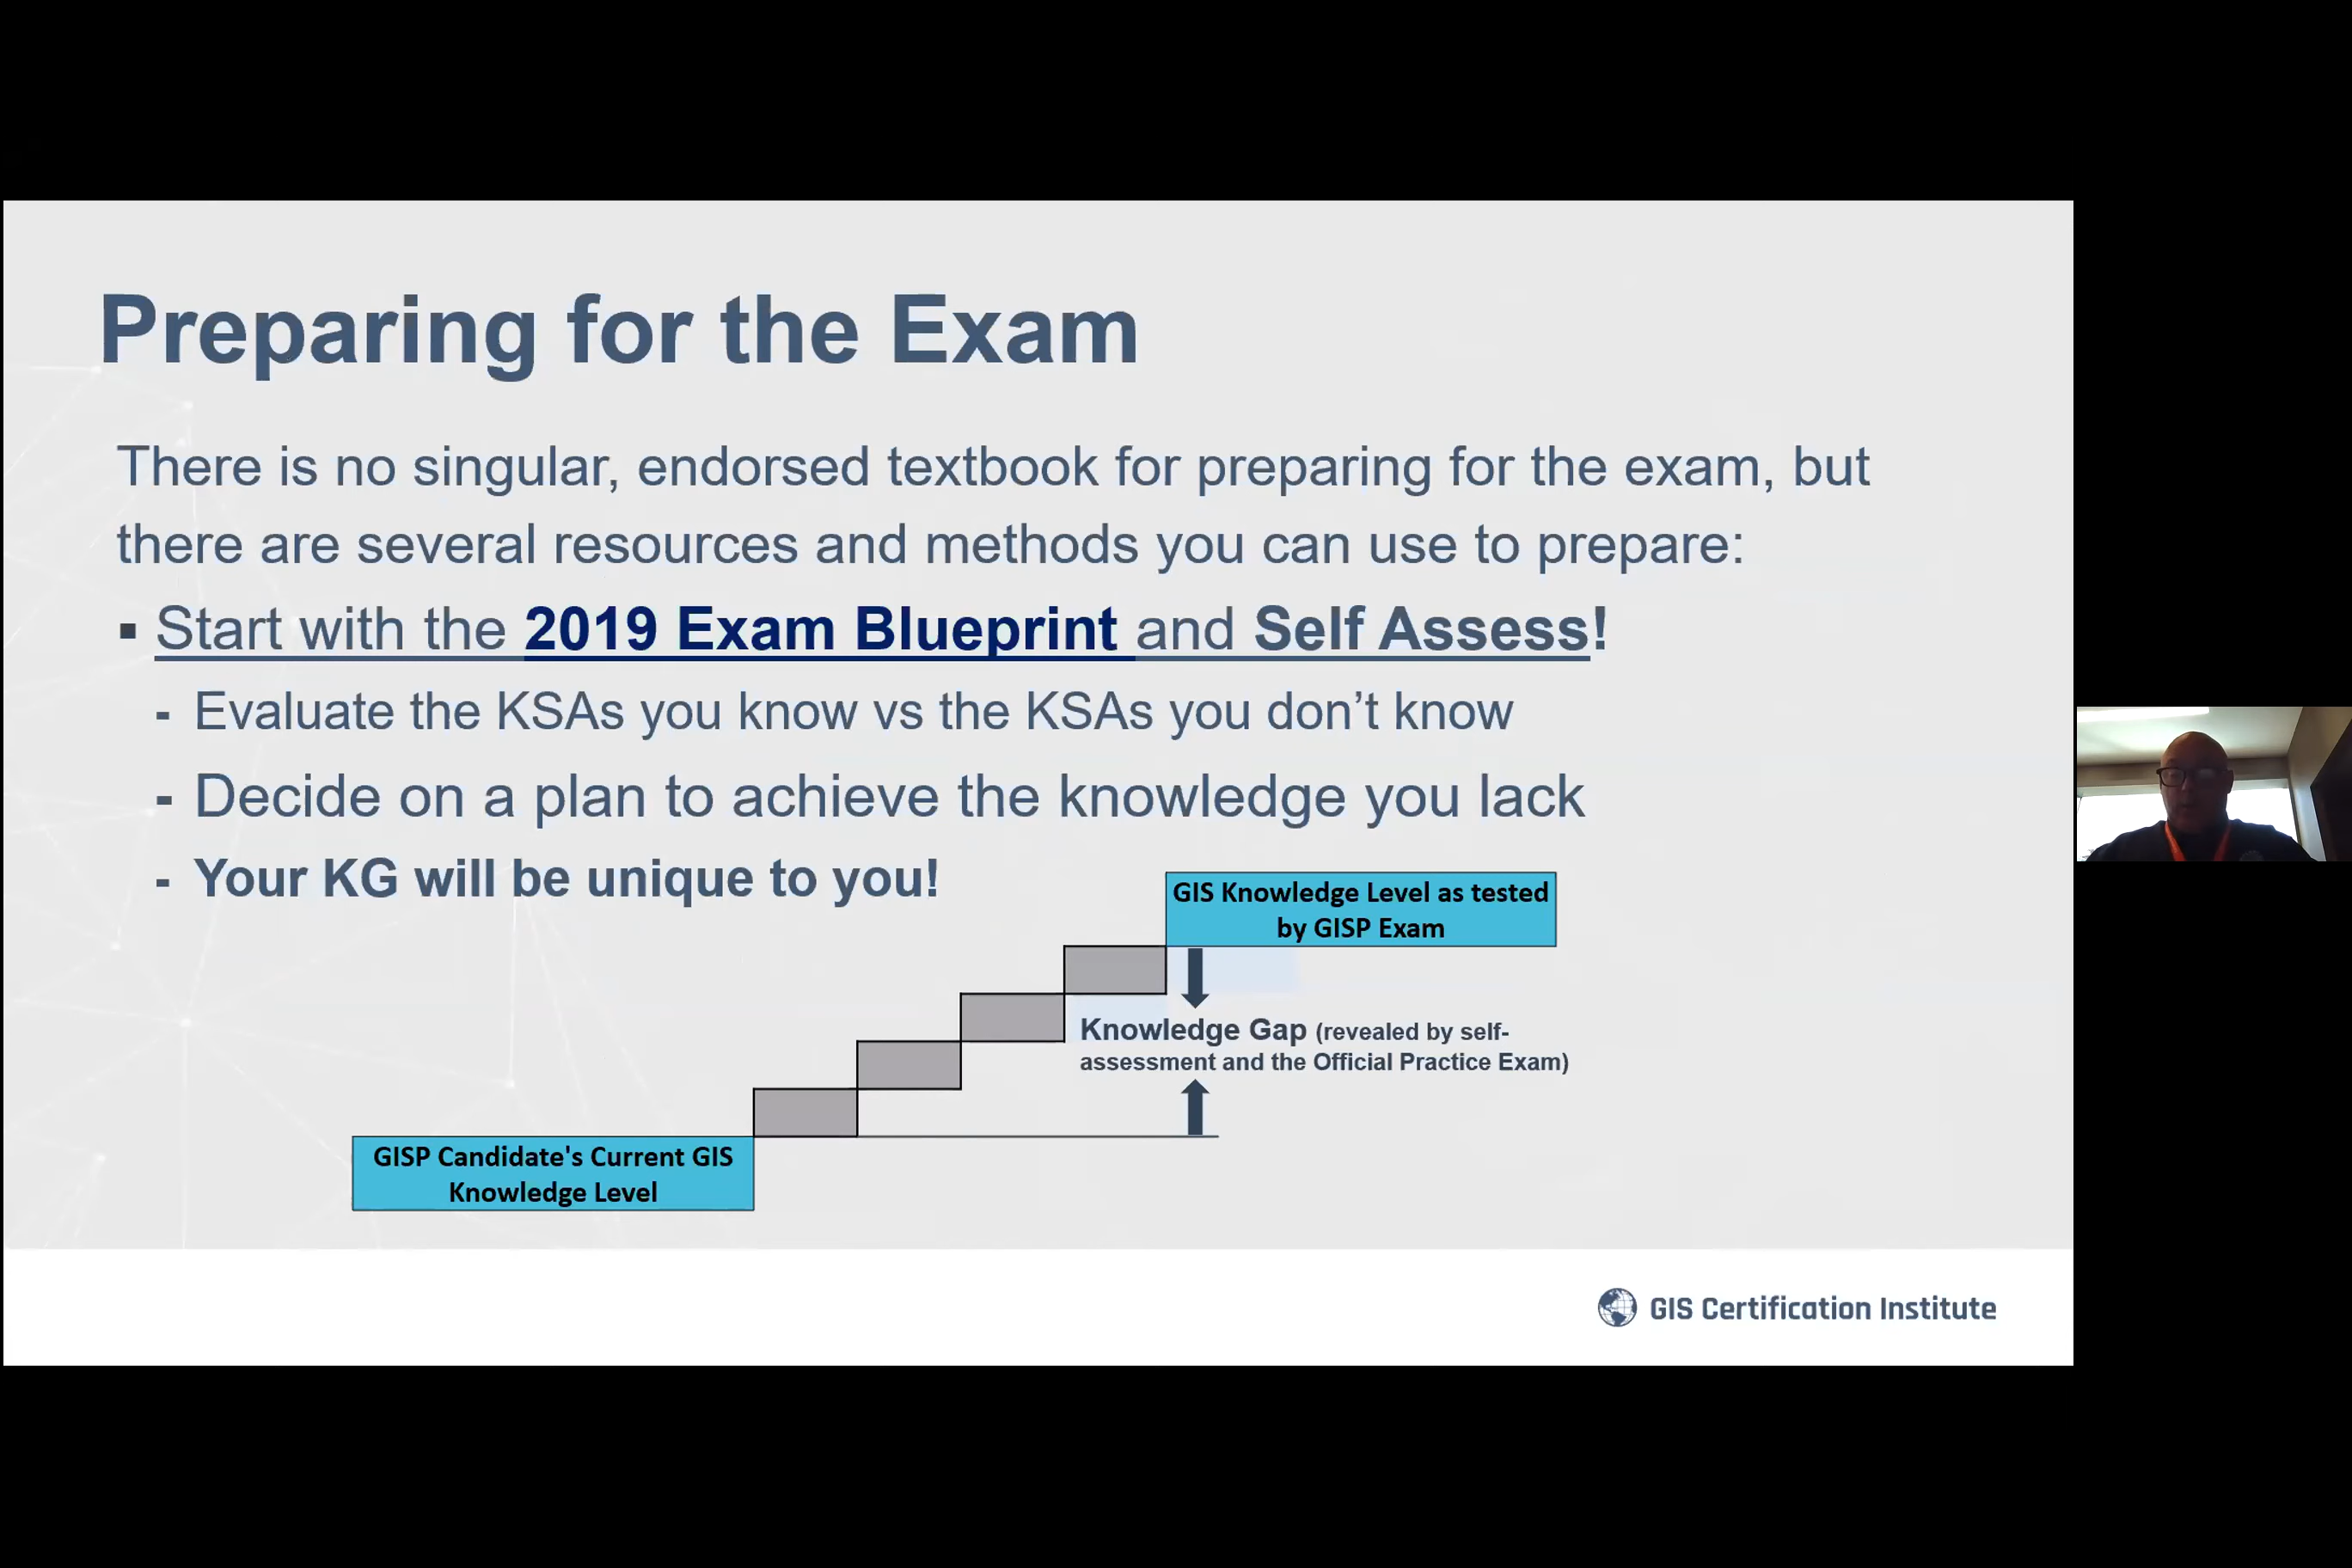 Preparing for the Exam
There is no singular, endorsed textbook for preparing for the exam, but
there are several resources and methods you can use to prepare:
▪ Start with the 2019 Exam Blueprint and Self Assess!
- Evaluate the KSAs you know vs the KSAs you don’t know
- Decide on a plan to achieve the knowledge you lack
- Your KG will be unique to you!
GIS Knowledge Level as tested
by GISP Exam
Knowledge Gap (revealed by self-
assessment and the Official Practice Exam)
GISP Candidate's Current GIS
Knowledge Level
GIS Certification Institute